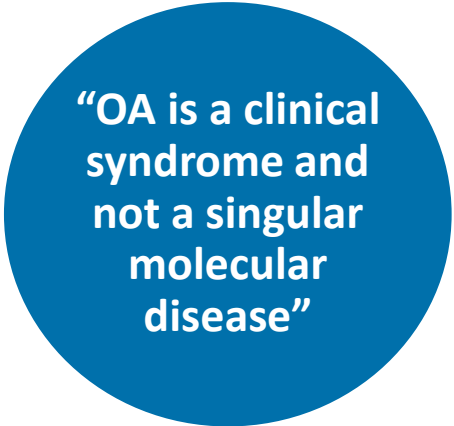 “OA is a clinical
syndrome and
not a singular
molecular
disease”